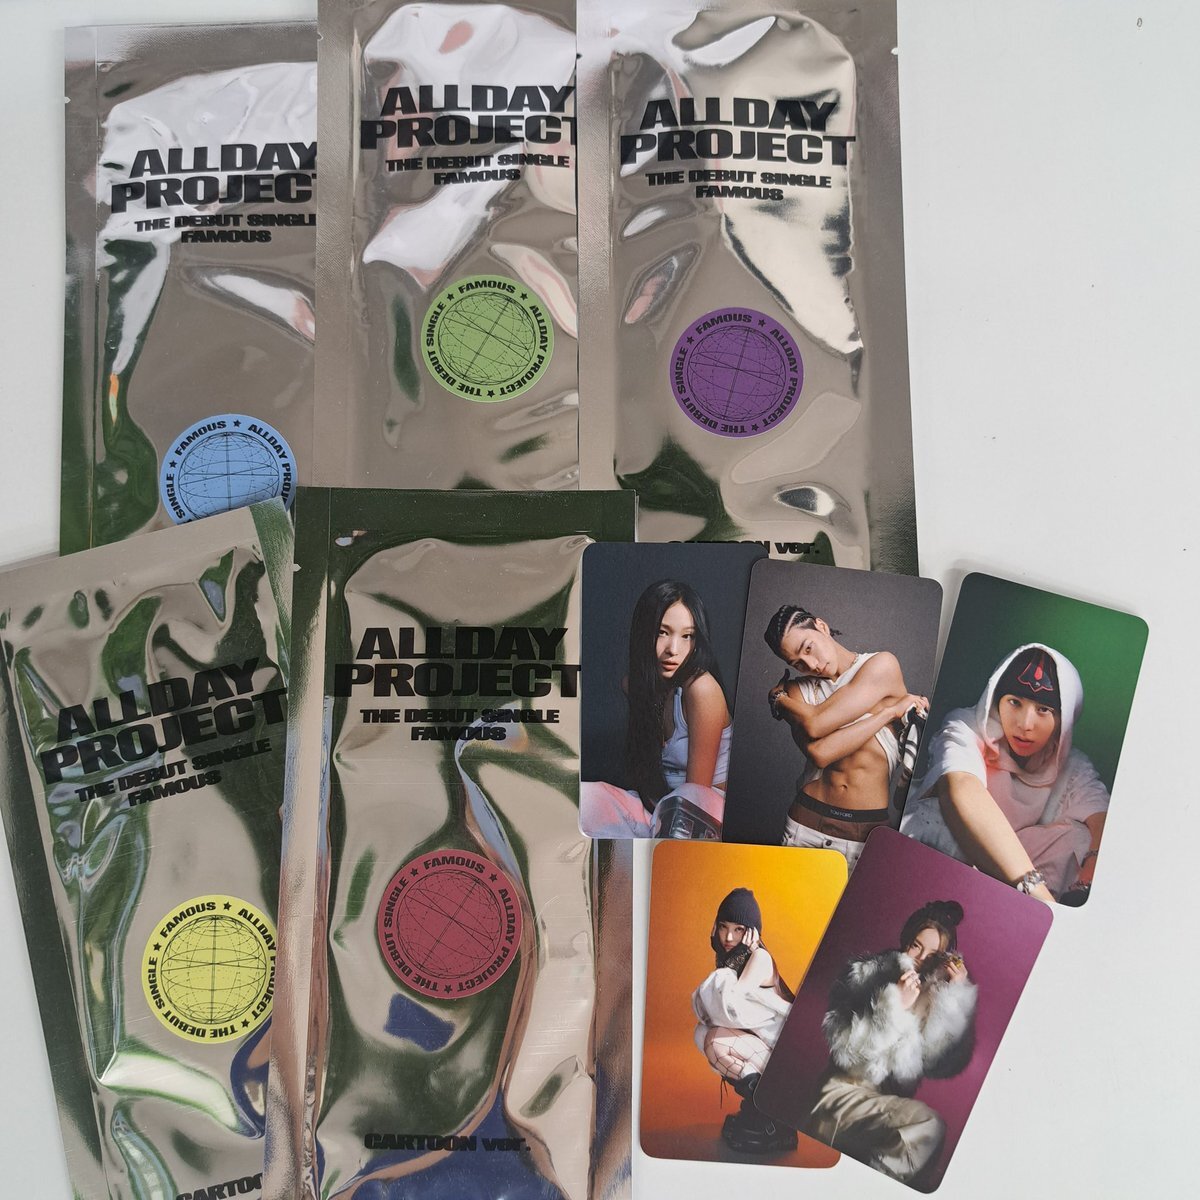 ALLDAY
PROJECT
THE DEBUT SINGLE
FAMOUS
★ FAMOUS ★ ALLDAY PROJECT
ALLDAY
PROJECT
THE DEBUT SINGLE
FAMOUS
★ FAMOUS ★ ALLDAY PROJECT ★ THE DEBUT SINGLE
ALLDAY
PROJECT
THE DEBUT SINGLE
FAMOUS
★ FAMOUS ★ ALLDAY PROJECT ★ THE DEBUT SINGLE
CARTOON ver.
ALLDAY
PROJECT
THE DEBUT SINGLE
FAMOUS
★ FAMOUS ★ ALLDAY PROJECT ★ THE DEBUT SINGLE
CARTOO
ALLDAY
PROJECT
THE DEBUT SINGLE
FAMOUS
★ FAMOUS ★ ALLDAY PROJECT ★ THE DEBUT SINGLE
CARTOON ver.
TOM FORD